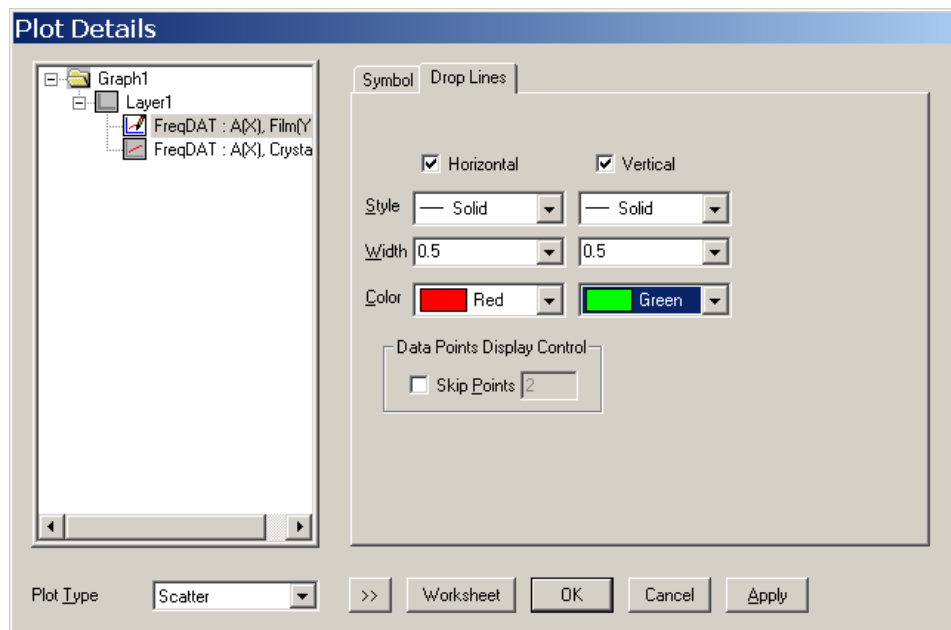 Plot Details
Graph1
Layer1
FreqDAT : A(X), Film(Y
FreqDAT : A(X), Crysta
Symbol Drop Lines
Horizontal Vertical
Style Solid Solid
Width 0.5 0.5
Color Red Green
Data Points Display Control
Skip Points 2
Plot Type Scatter >> Worksheet OK Cancel Apply